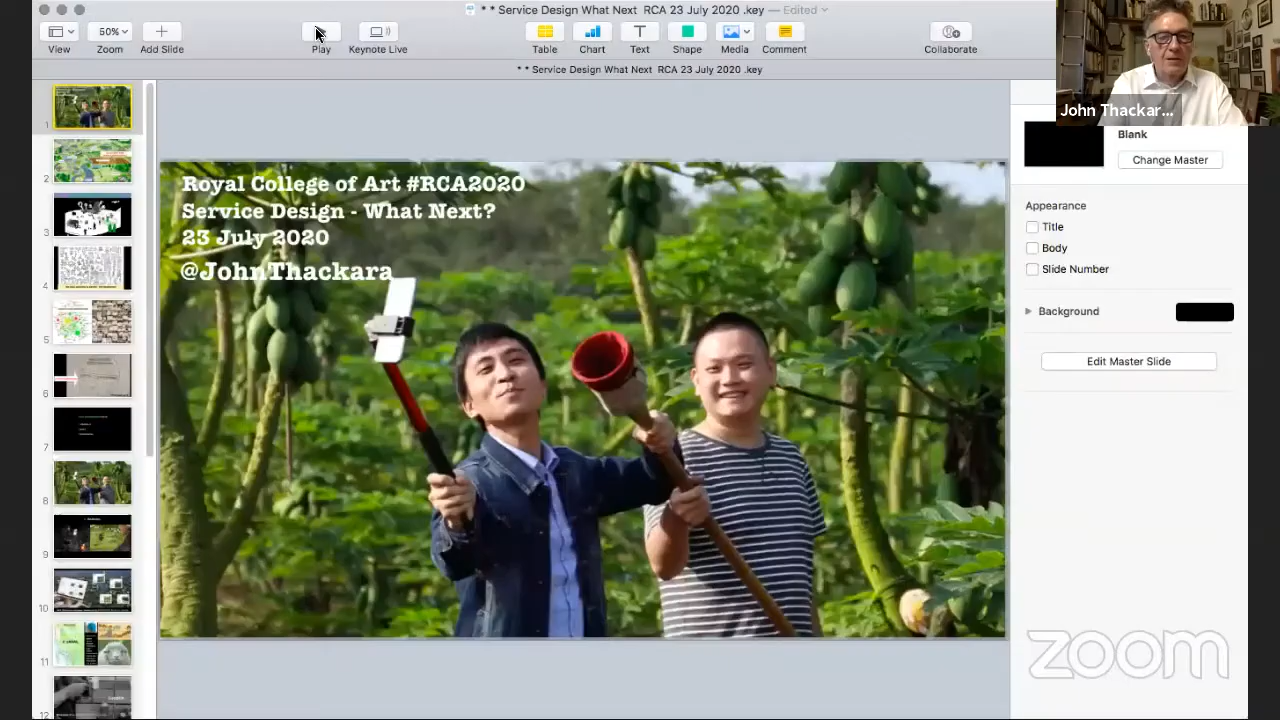 * * Service Design What Next RCA 23 July 2020 .key — Edited
50%
View
Zoom
Add Slide
Play
Keynote Live
Table
Chart
Text
Shape
Media
Comment
Collaborate
* * Service Design What Next RCA 23 July 2020 .key
John Thackar...
Blank
Change Master
Appearance
Title
Body
Slide Number
Background
Edit Master Slide
Royal College of Art #RCA2020
Service Design - What Next?
23 July 2020
@JohnThackara
1
2
3
4
5
6
7
8
9
10
11
12
zoom